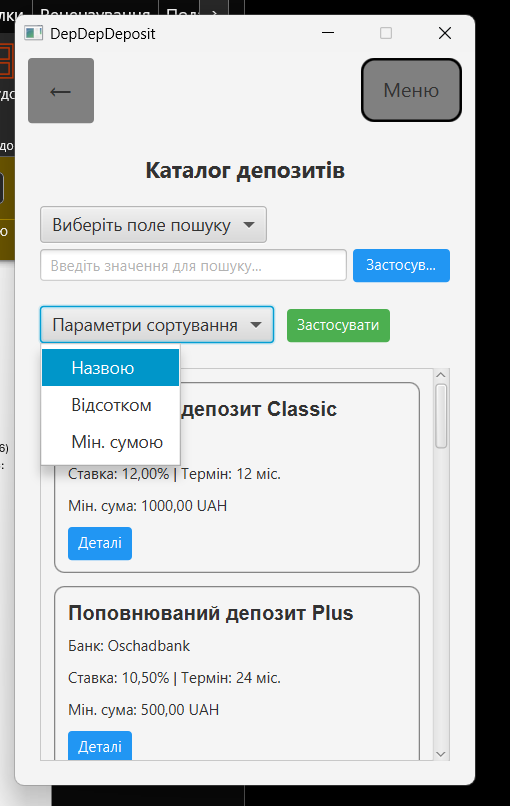 Рецензування
DepDepDeposit
←
Меню
Каталог депозитів
Виберіть поле пошуку
Введіть значення для пошуку...
Застосув...
Параметри сортування
Застосувати
Назвою
Відсотком
Мін. сумою
депозит Classic
Ставка: 12,00% | Термін: 12 міс.
Мін. сума: 1000,00 UAH
Деталі
Поповнюваний депозит Plus
Банк: Oschadbank
Ставка: 10,50% | Термін: 24 міс.
Мін. сума: 500,00 UAH
Деталі